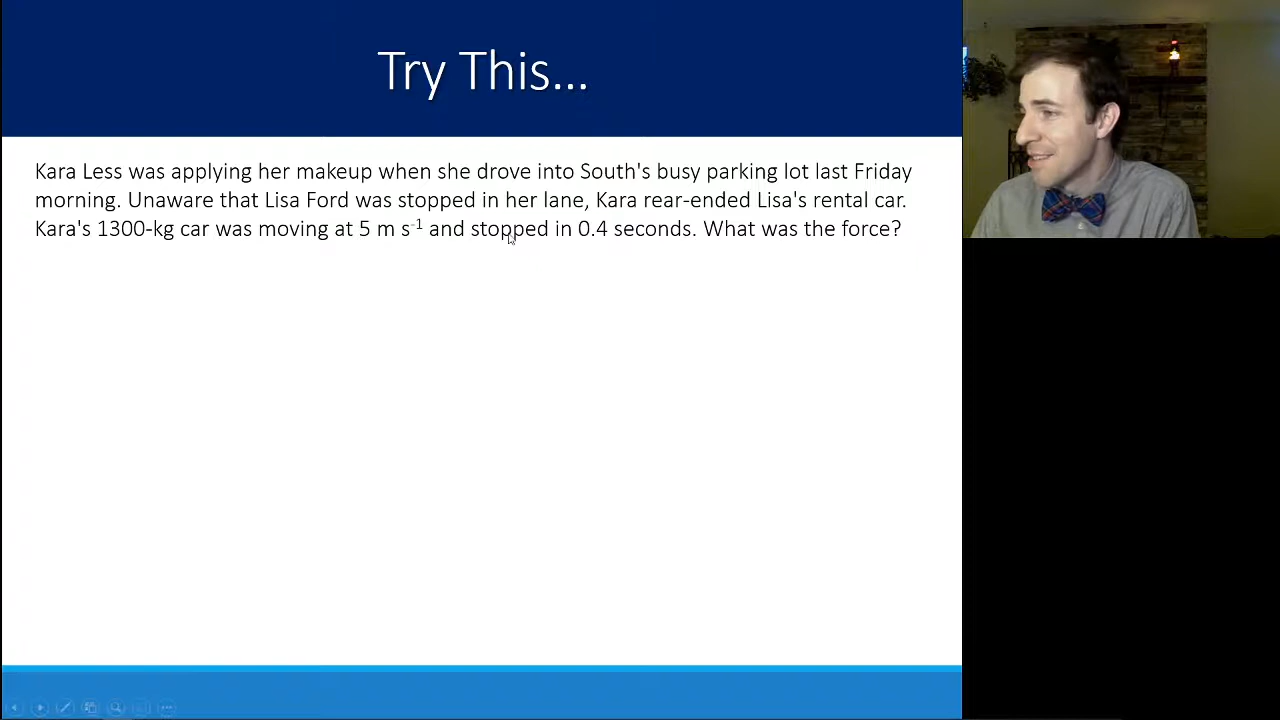 Try This...
Kara Less was applying her makeup when she drove into South's busy parking lot last Friday
morning. Unaware that Lisa Ford was stopped in her lane, Kara rear-ended Lisa's rental car.
Kara's 1300-kg car was moving at 5 m s⁻¹ and stopped in 0.4 seconds. What was the force?